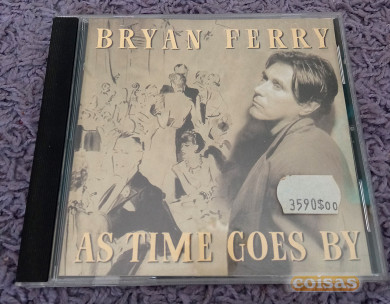 BRYAN FERRY
3590$00
AS TIME GOES BY
coisas